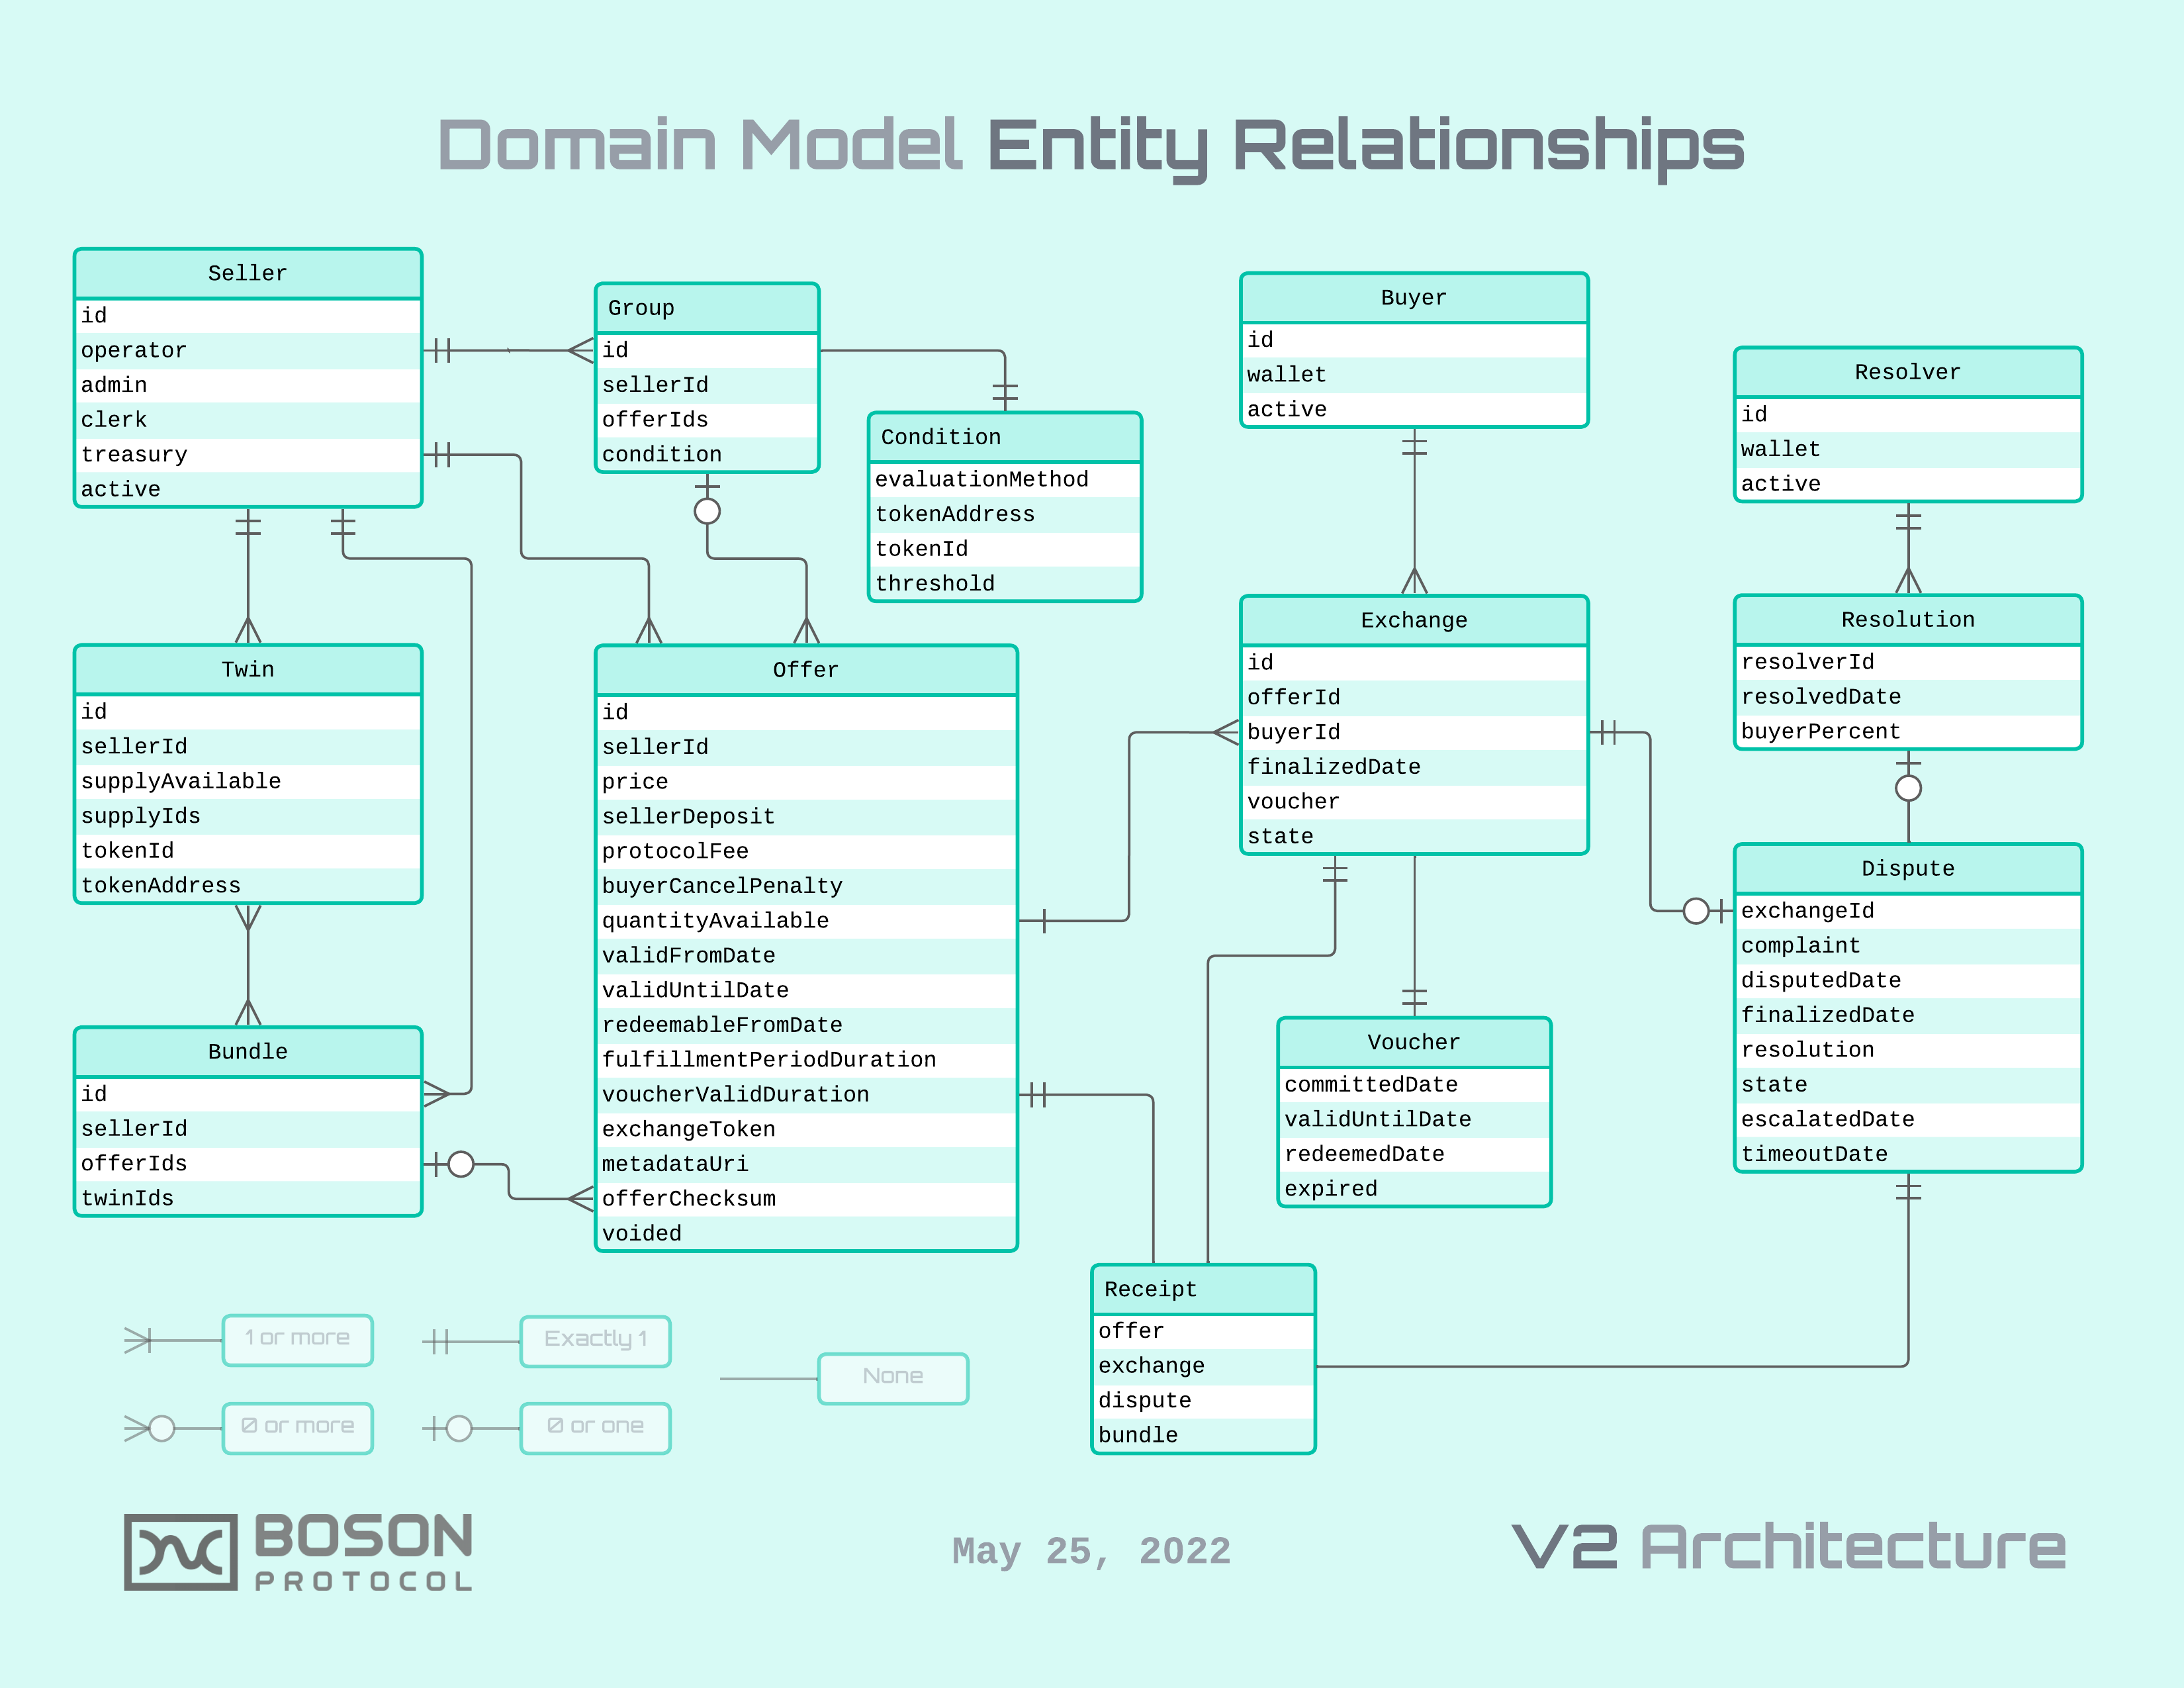 Domain Model Entity Relationships
Seller
id
operator
admin
clerk
treasury
active
Group
id
sellerId
offerIds
condition
Condition
evaluationMethod
tokenAddress
tokenId
threshold
Buyer
id
wallet
active
Resolver
id
wallet
active
Twin
id
sellerId
supplyAvailable
supplyIds
tokenId
tokenAddress
Offer
id
sellerId
price
sellerDeposit
protocolFee
buyerCancelPenalty
quantityAvailable
validFromDate
validUntilDate
redeemableFromDate
fulfillmentPeriodDuration
voucherValidDuration
exchangeToken
metadataUri
offerChecksum
voided
Exchange
id
offerId
buyerId
finalizedDate
voucher
state
Resolution
resolverId
resolvedDate
buyerPercent
Dispute
exchangeId
complaint
disputedDate
finalizedDate
resolution
state
escalatedDate
timeoutDate
Bundle
id
sellerId
offerIds
twinIds
Voucher
committedDate
validUntilDate
redeemedDate
expired
Receipt
offer
exchange
dispute
bundle
1 or more
Exactly 1
None
0 or more
0 or one
BOSON
PROTOCOL
May 25, 2022
V2 Architecture